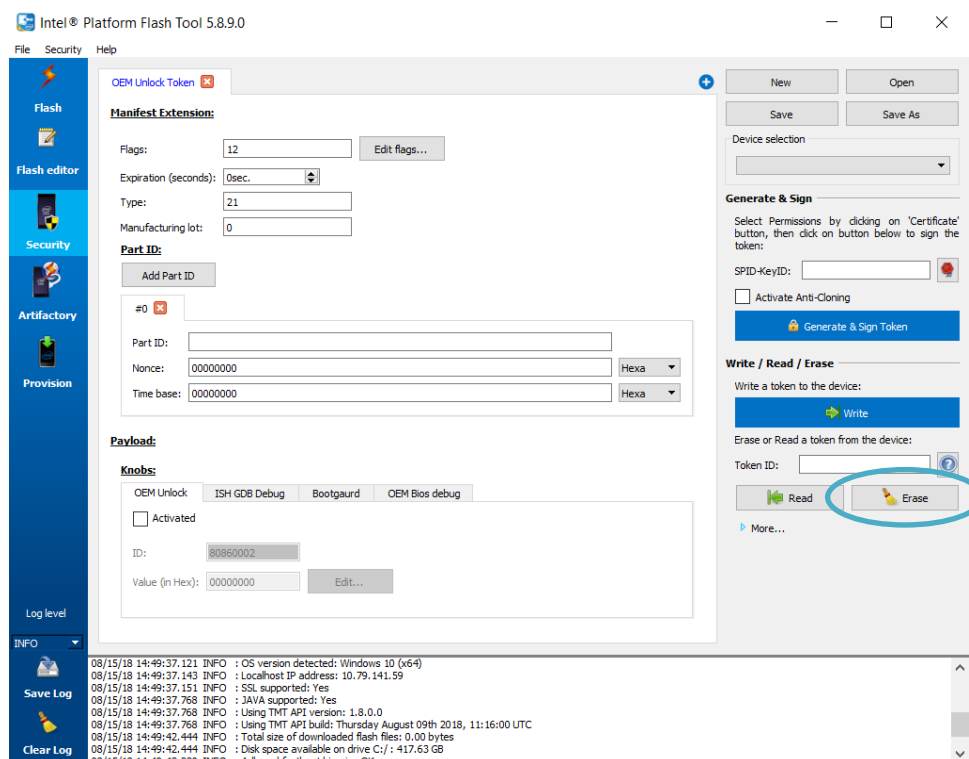 Intel® Platform Flash Tool 5.8.9.0
File Security Help
Flash
Flash editor
Security
Artifactory
Provision
Log level
INFO
Save Log
Clear Log
OEM Unlock Token
Manifest Extension:
Flags: 12 Edit flags...
Expiration (seconds): 0sec.
Type: 21
Manufacturing lot: 0
Part ID:
Add Part ID
#0
Part ID:
Nonce: 00000000 Hexa
Time base: 00000000 Hexa
Payload:
Knobs:
OEM Unlock ISH GDB Debug Bootgaurd OEM Bios debug
Activated
ID: 80860002
Value (in Hex): 00000000 Edit...
New Open
Save Save As
Device selection
Generate & Sign
Select Permissions by clicking on 'Certificate'
button, then click on button below to sign the
token:
SPID-KeyID:
Activate Anti-Cloning
Generate & Sign Token
Write / Read / Erase
Write a token to the device:
Write
Erase or Read a token from the device:
Token ID:
Read Erase
More...
08/15/18 14:49:37.121 INFO : OS version detected: Windows 10 (x64)
08/15/18 14:49:37.143 INFO : Localhost IP address: 10.79.141.59
08/15/18 14:49:37.151 INFO : SSL supported: Yes
08/15/18 14:49:37.768 INFO : JAVA supported: Yes
08/15/18 14:49:37.768 INFO : Using TMT API version: 1.8.0.0
08/15/18 14:49:37.768 INFO : Using TMT API build: Thursday August 09th 2018, 11:16:00 UTC
08/15/18 14:49:42.444 INFO : Total size of downloaded flash files: 0.00 bytes
08/15/18 14:49:42.444 INFO : Disk space available on drive C:/ : 417.63 GB